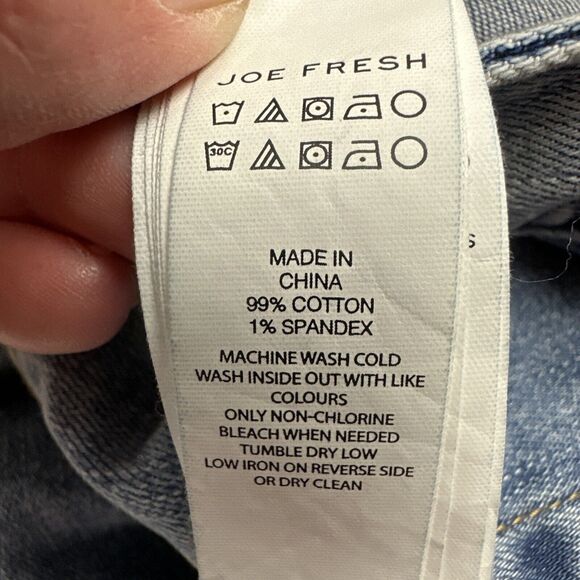 JOE FRESH
30C
S
MADE IN
CHINA
99% COTTON
1% SPANDEX
MACHINE WASH COLD
WASH INSIDE OUT WITH LIKE
COLOURS
ONLY NON-CHLORINE
BLEACH WHEN NEEDED
TUMBLE DRY LOW
LOW IRON ON REVERSE SIDE
OR DRY CLEAN